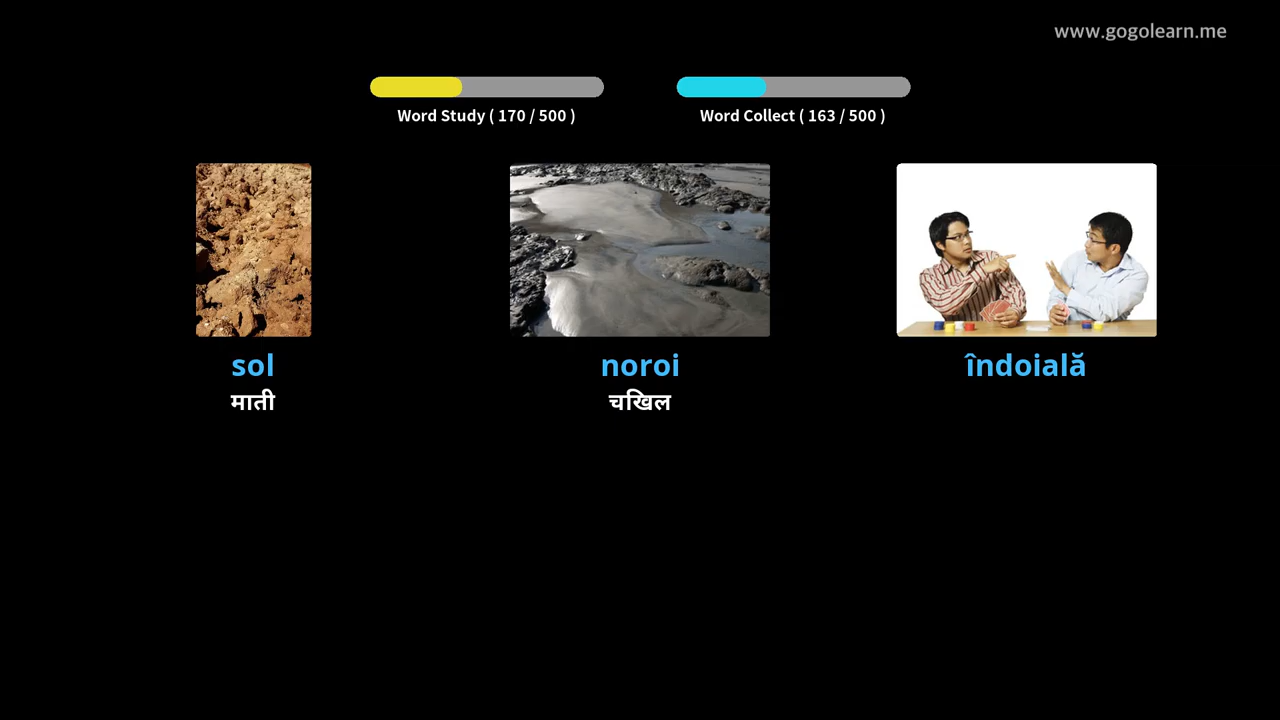 www.gogolearn.me
Word Study ( 170 / 500 )
Word Collect ( 163 / 500 )
sol
माती
noroi
चखिल
îndoială